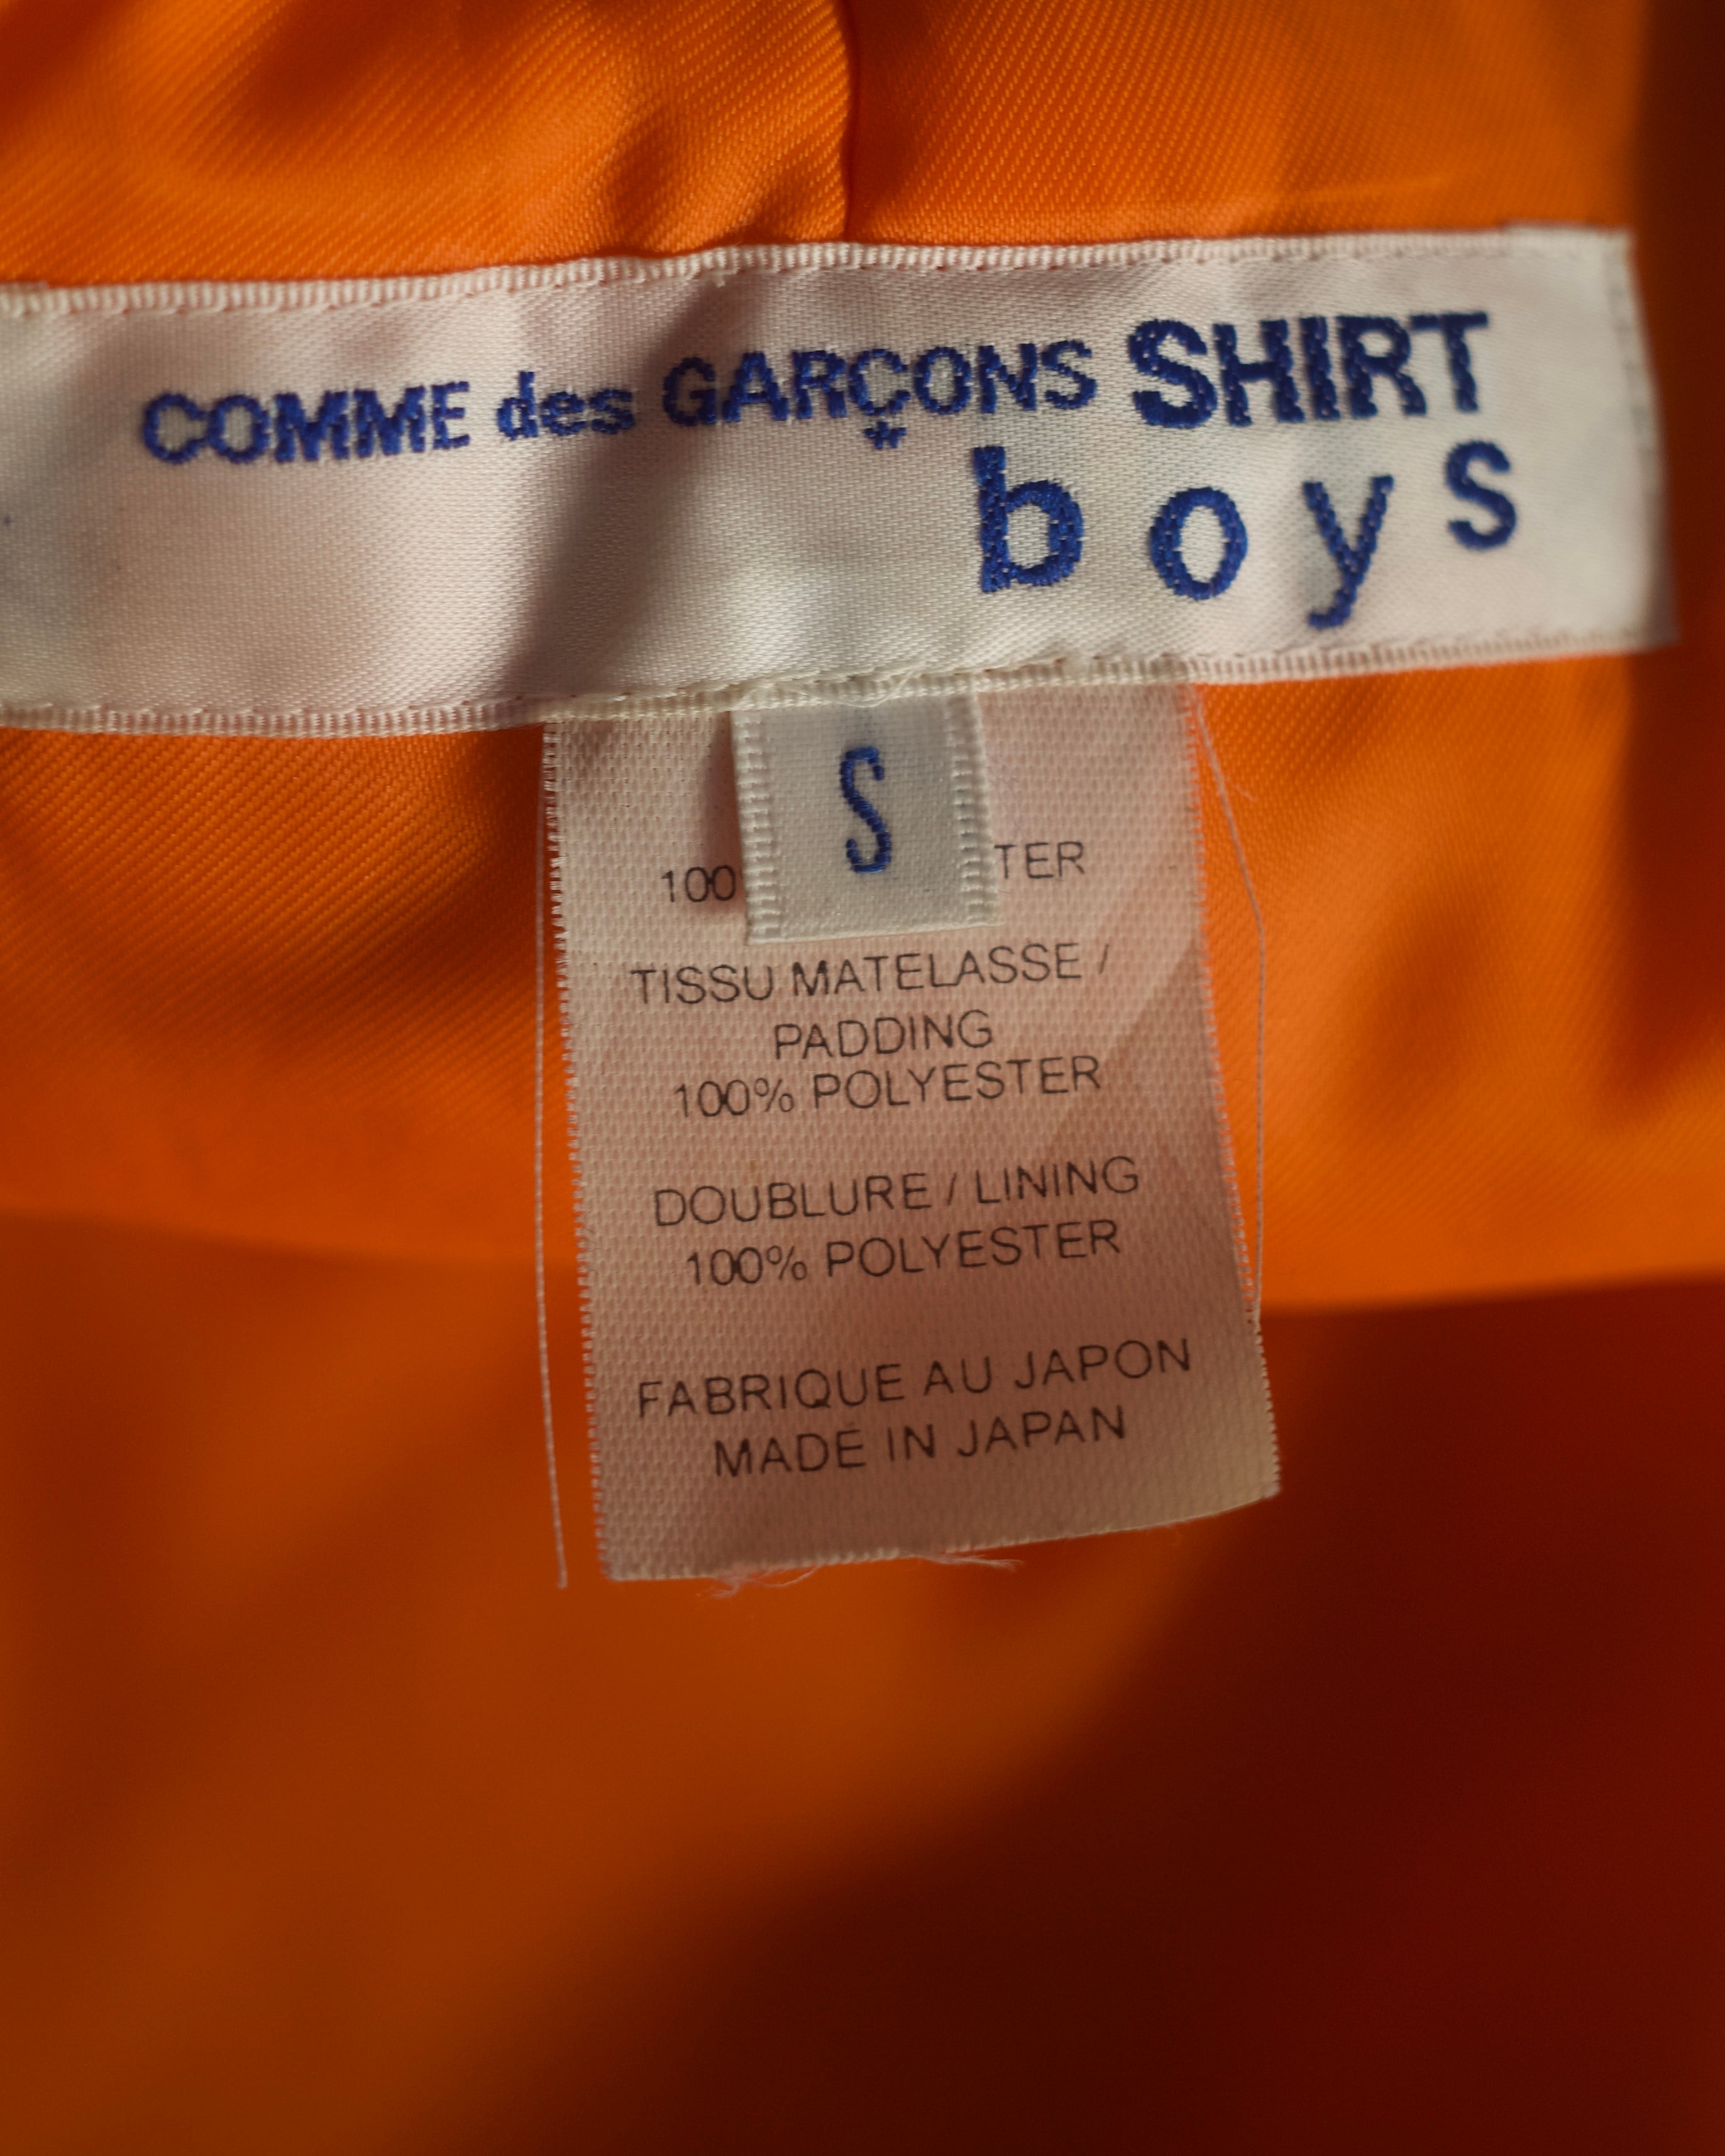 COMME des GARÇONS SHIRT
boys
S
100 TER
TISSU MATELASSE /
PADDING
100% POLYESTER
DOUBLURE / LINING
100% POLYESTER
FABRIQUE AU JAPON
MADE IN JAPAN